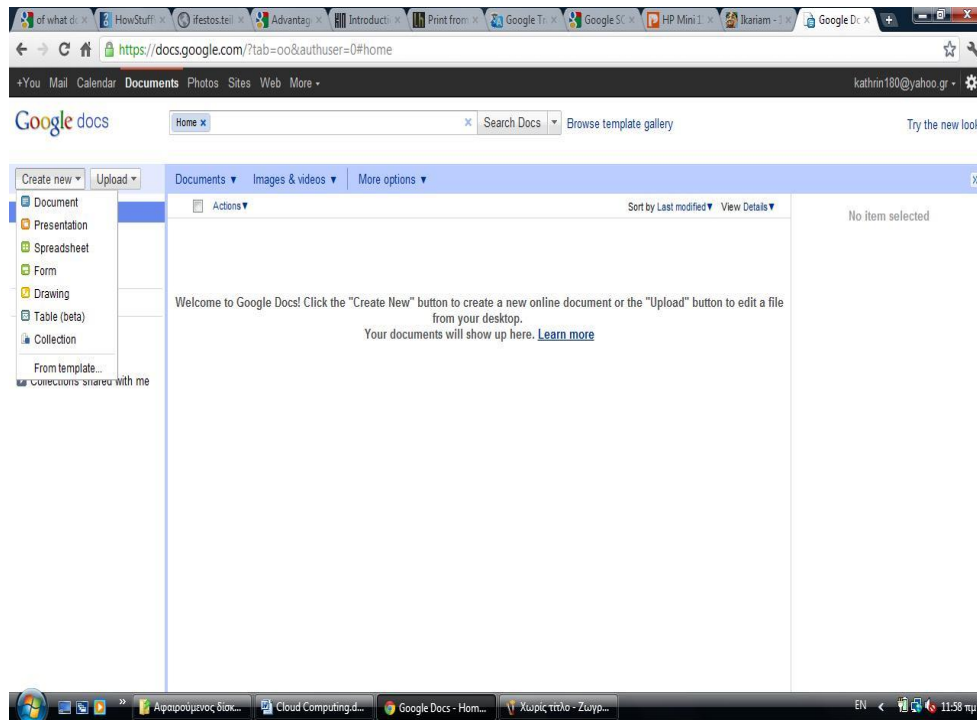 of what do
HowStuff
ifestos.teil
Advantag
Introducti
Print from
Google Tr
Google SC
HP Mini 1
Ikariam -
Google Dc
https://docs.google.com/?tab=oo&authuser=0#home
+You Mail Calendar Documents Photos Sites Web More
kathrin180@yahoo.gr
Google docs
Home x
Search Docs
Browse template gallery
Try the new look
Create new
Upload
Documents
Images & videos
More options
Document
Presentation
Spreadsheet
Form
Drawing
Table (beta)
Collection
From template...
Collections shared with me
Actions
Sort by Last modified
View Details
No item selected
Welcome to Google Docs! Click the "Create New" button to create a new online document or the "Upload" button to edit a file
from your desktop.
Your documents will show up here. Learn more
Αφαιρούμενος δίσκ...
Cloud Computing.d...
Google Docs - Hom...
Χωρίς τίτλο - Ζωγρ...
EN
11:58 πμ